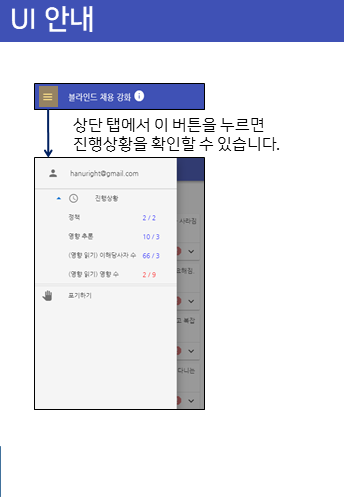 UI 안내
블라인드 채용 강화
상단 탭에서 이 버튼을 누르면
진행상황을 확인할 수 있습니다.
hanuright@gmail.com
진행상황
정책 2 / 2
영향 추론 10 / 3
(영향 읽기) 이해당사자 수 66 / 3
(영향 읽기) 영향 수 2 / 9
포기하기
사라짐
고 복잡
다니는